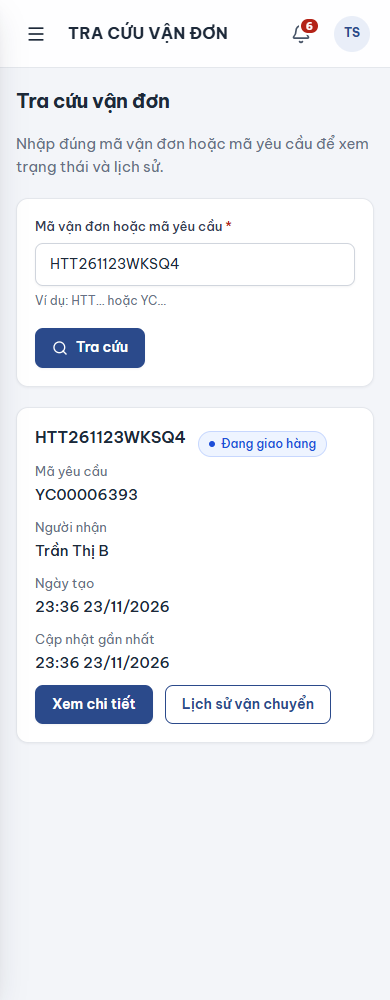 TRA CỨU VẬN ĐƠN
6
TS
Tra cứu vận đơn
Nhập đúng mã vận đơn hoặc mã yêu cầu để xem
trạng thái và lịch sử.
Mã vận đơn hoặc mã yêu cầu *
HTT261123WKSQ4
Ví dụ: HTT... hoặc YC...
Tra cứu
HTT261123WKSQ4
Đang giao hàng
Mã yêu cầu
YC00006393
Người nhận
Trần Thị B
Ngày tạo
23:36 23/11/2026
Cập nhật gần nhất
23:36 23/11/2026
Xem chi tiết
Lịch sử vận chuyển